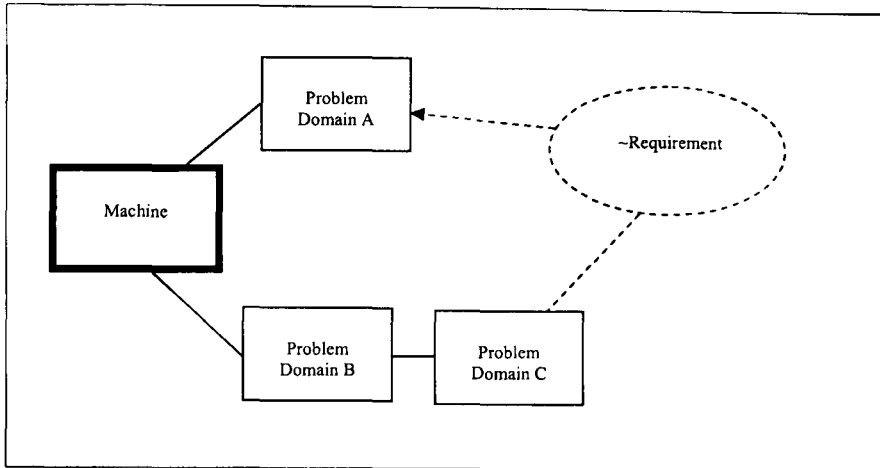 Problem
Domain A
~Requirement
Machine
Problem
Domain B
Problem
Domain C